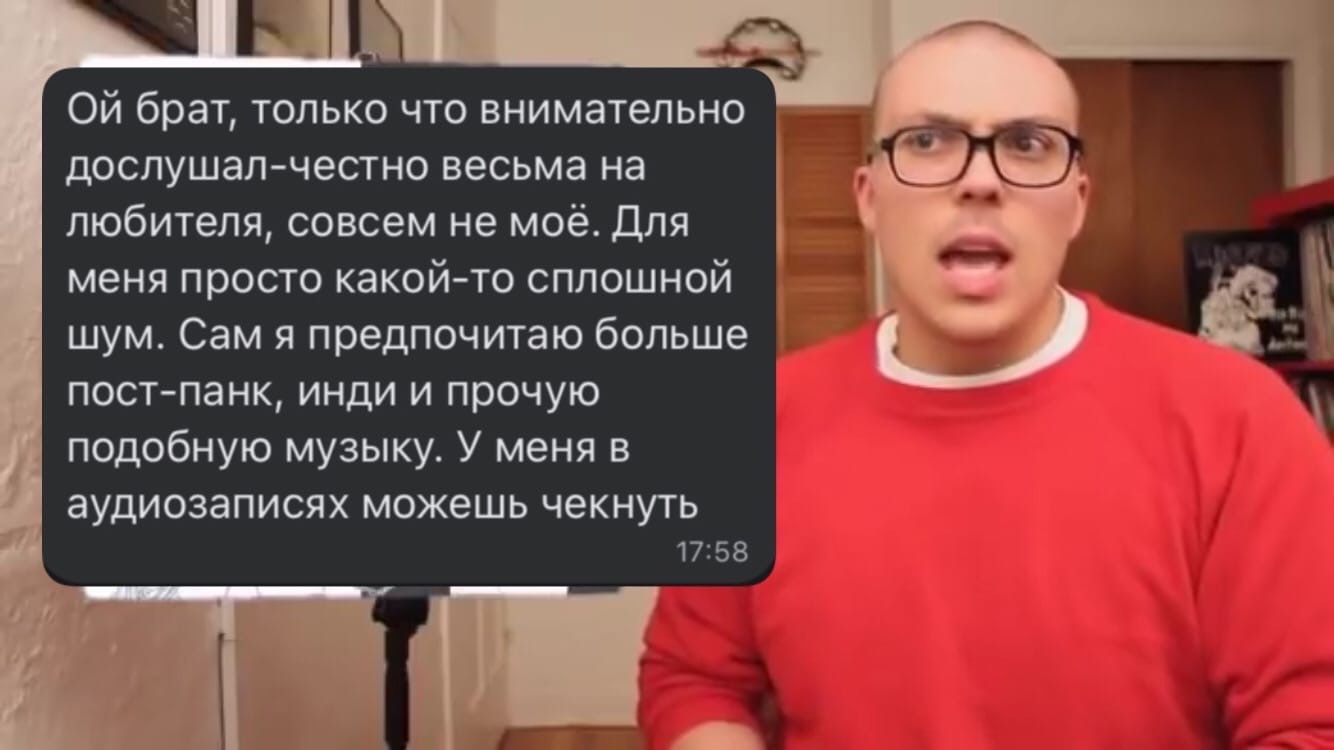 Ой брат, только что внимательно
дослушал-честно весьма на
любителя, совсем не моё. Для
меня просто какой-то сплошной
шум. Сам я предпочитаю больше
пост-панк, инди и прочую
подобную музыку. У меня в
аудиозаписях можешь чекнуть
17:58